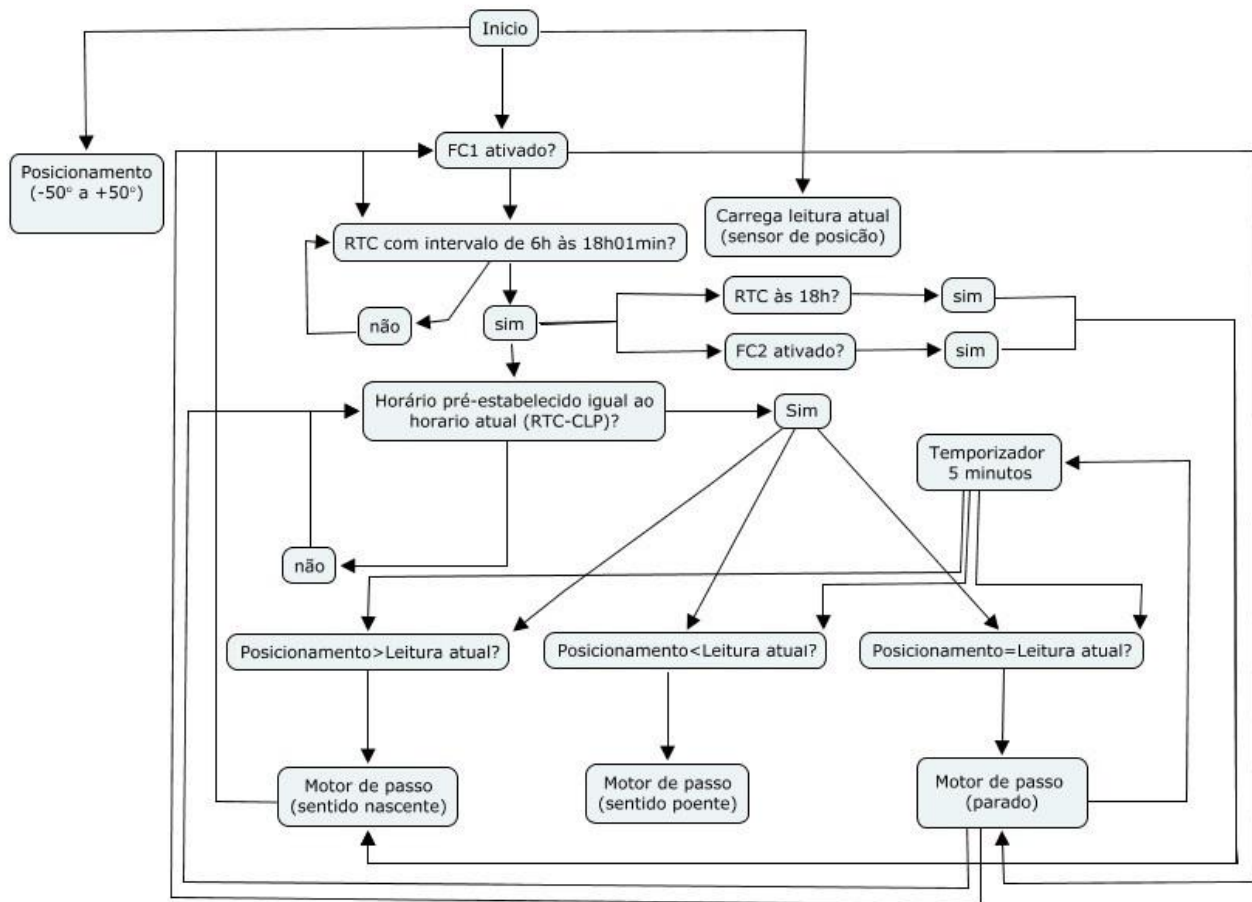 Inicio
FC1 ativado?
Posicionamento
(-50° a +50°)
Carrega leitura atual
(sensor de posicão)
RTC com intervalo de 6h às 18h01min?
RTC às 18h?
sim
não
sim
FC2 ativado?
sim
Horário pré-estabelecido igual ao
horario atual (RTC-CLP)?
Sim
Temporizador
5 minutos
não
Posicionamento>Leitura atual?
Posicionamento<Leitura atual?
Posicionamento=Leitura atual?
Motor de passo
(sentido nascente)
Motor de passo
(sentido poente)
Motor de passo
(parado)